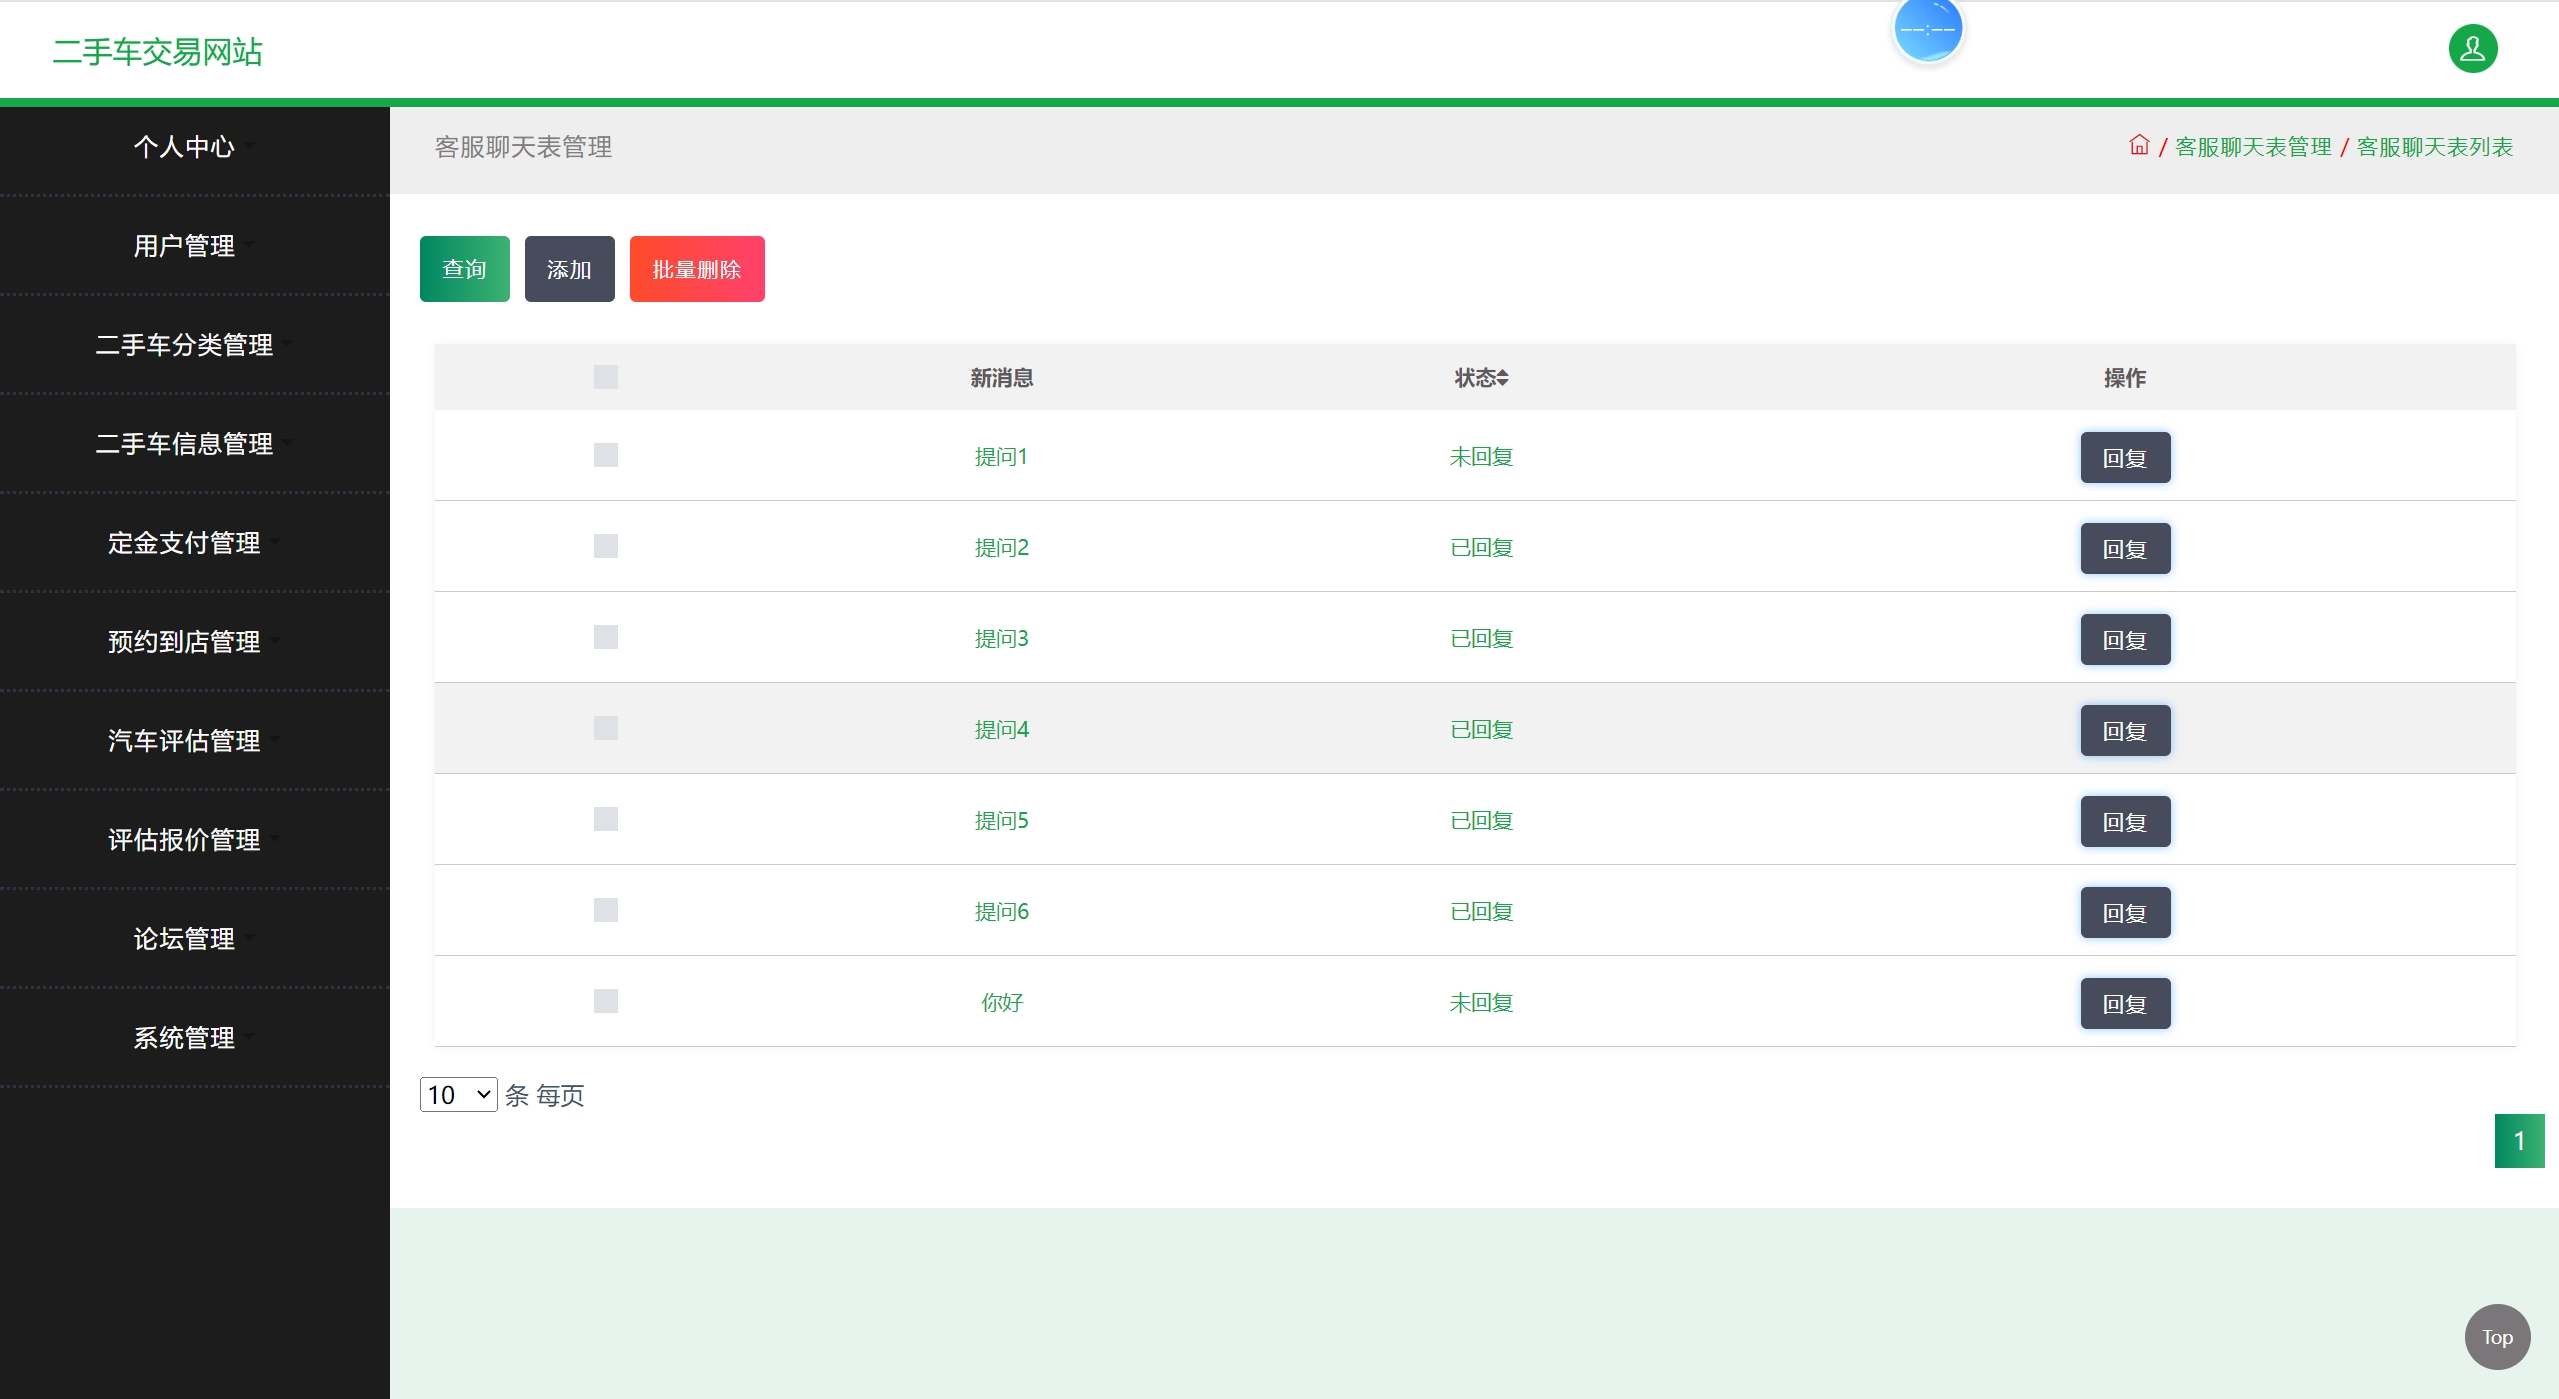 二手车交易网站
--:--
个人中心
用户管理
二手车分类管理
二手车信息管理
定金支付管理
预约到店管理
汽车评估管理
评估报价管理
论坛管理
系统管理
客服聊天表管理
/ 客服聊天表管理 / 客服聊天表列表
查询 添加 批量删除
新消息 状态 操作
提问1 未回复 回复
提问2 已回复 回复
提问3 已回复 回复
提问4 已回复 回复
提问5 已回复 回复
提问6 已回复 回复
你好 未回复 回复
10 条 每页
1
Top